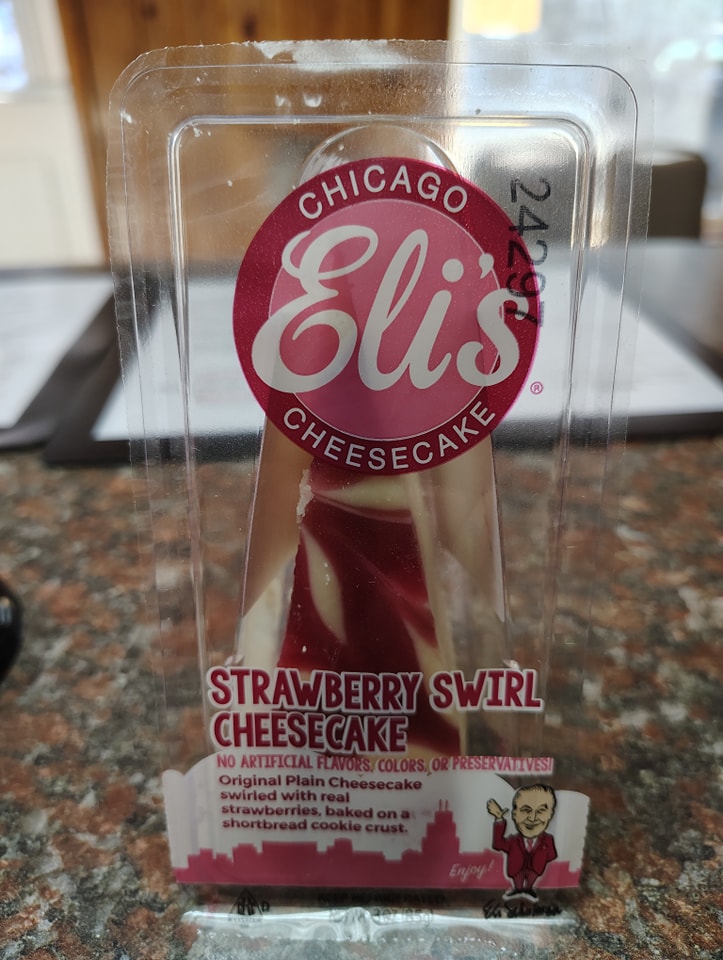 CHICAGO
Eli's
CHEESECAKE
®
24297
STRAWBERRY SWIRL
CHEESECAKE
NO ARTIFICIAL FLAVORS, COLORS, OR PRESERVATIVES!
Original Plain Cheesecake
swirled with real
strawberries, baked on a
shortbread cookie crust.
Enjoy!